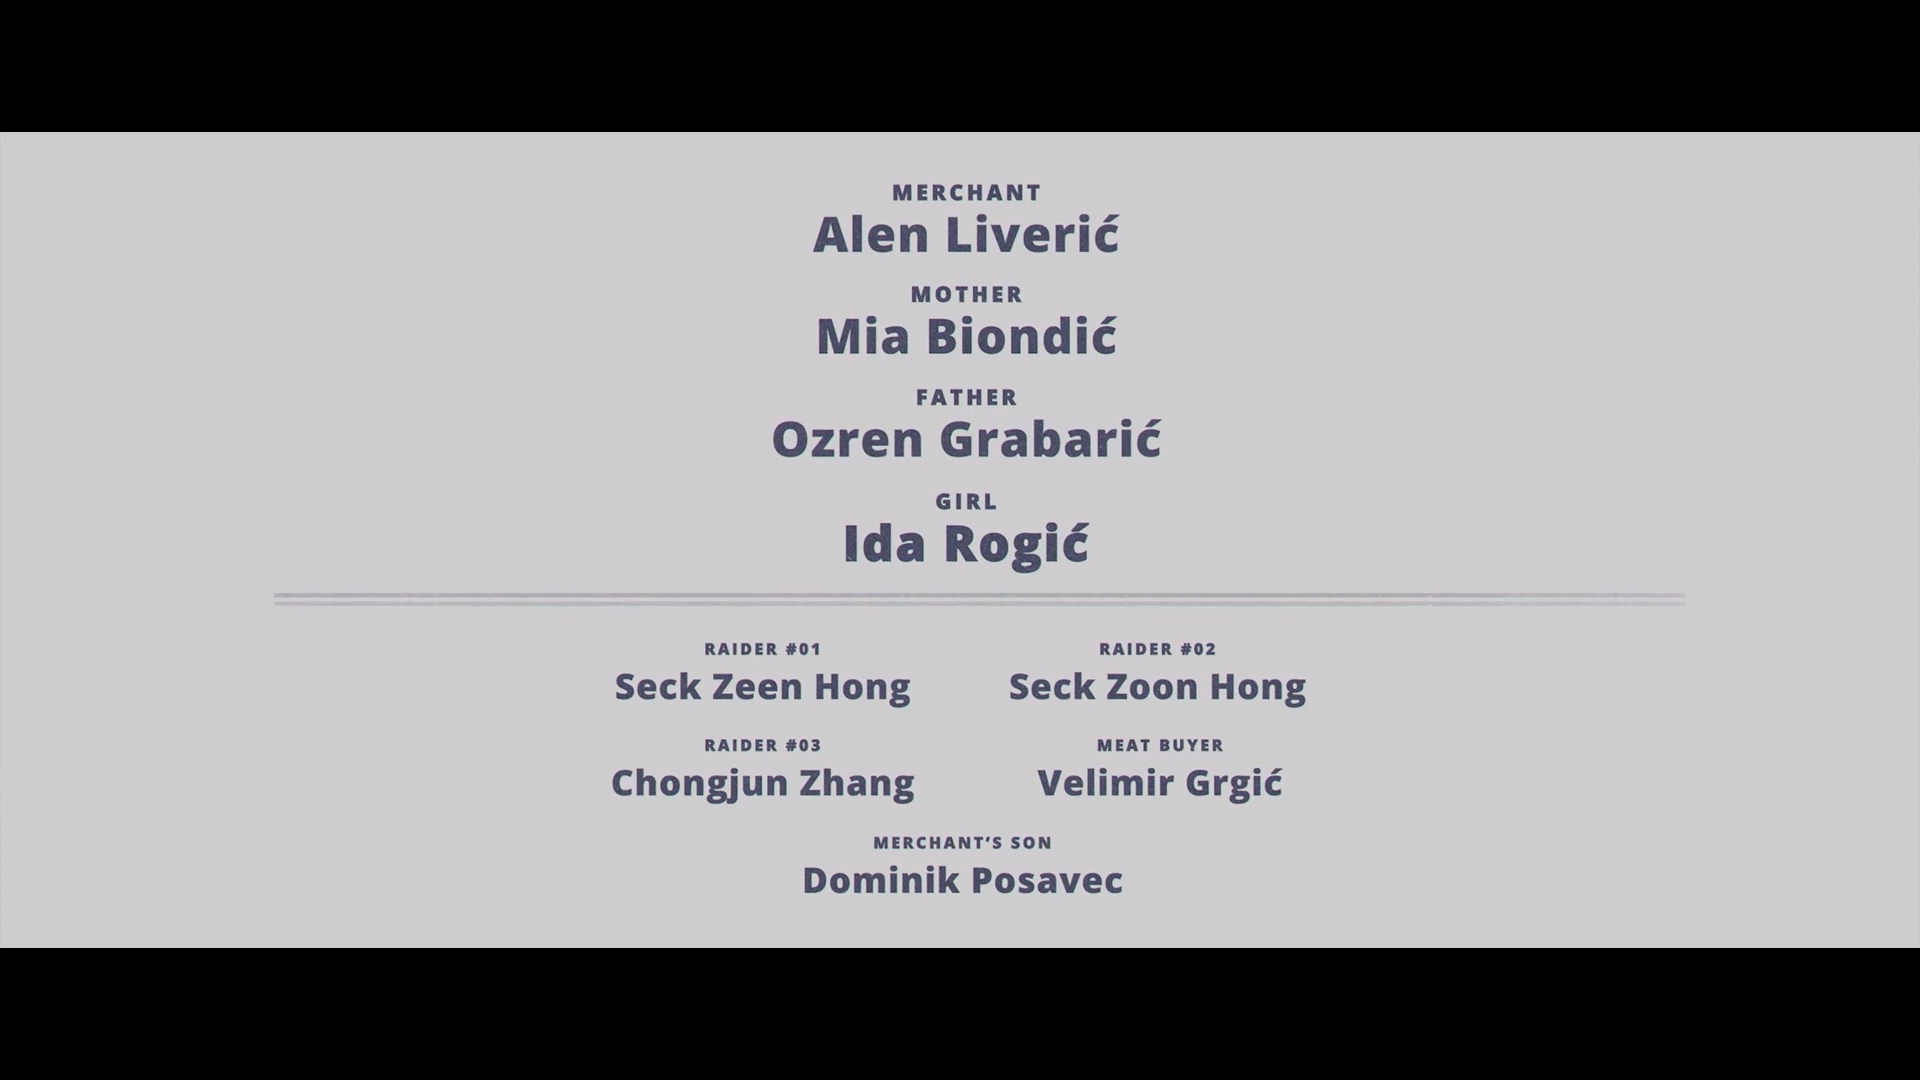 MERCHANT
Alen Liverić
MOTHER
Mia Biondić
FATHER
Ozren Grabarić
GIRL
Ida Rogić
RAIDER #01
Seck Zeen Hong
RAIDER #02
Seck Zoon Hong
RAIDER #03
Chongjun Zhang
MEAT BUYER
Velimir Grgić
MERCHANT’S SON
Dominik Posavec